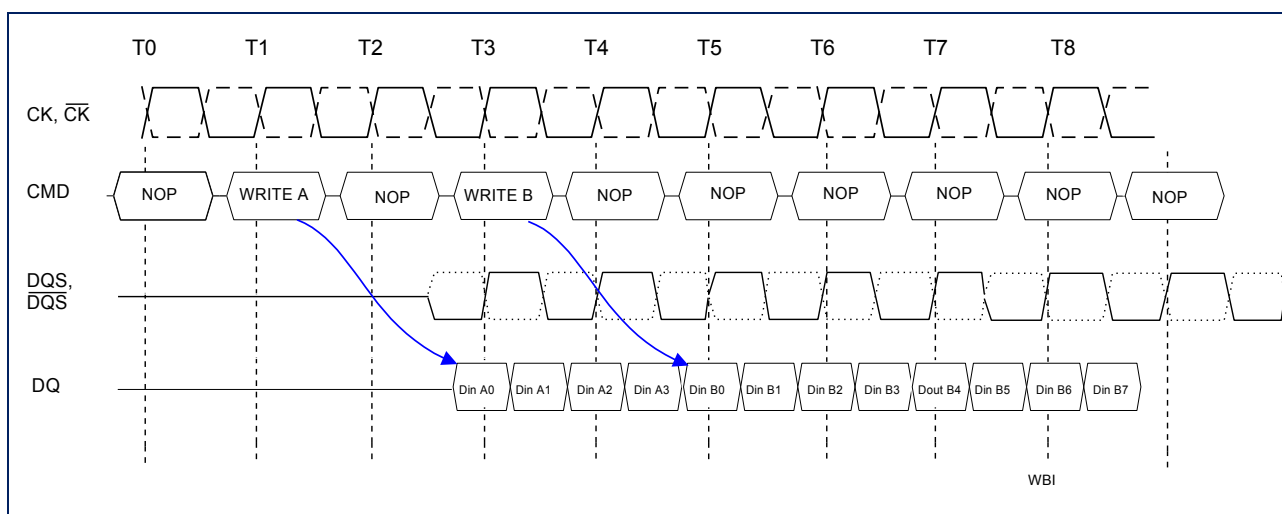 T0 T1 T2 T3 T4 T5 T6 T7 T8
CK, CK
CMD NOP WRITE A NOP WRITE B NOP NOP NOP NOP NOP NOP
DQS,
DQS
DQ Din A0 Din A1 Din A2 Din A3 Din B0 Din B1 Din B2 Din B3 Dout B4 Din B5 Din B6 Din B7
WBI